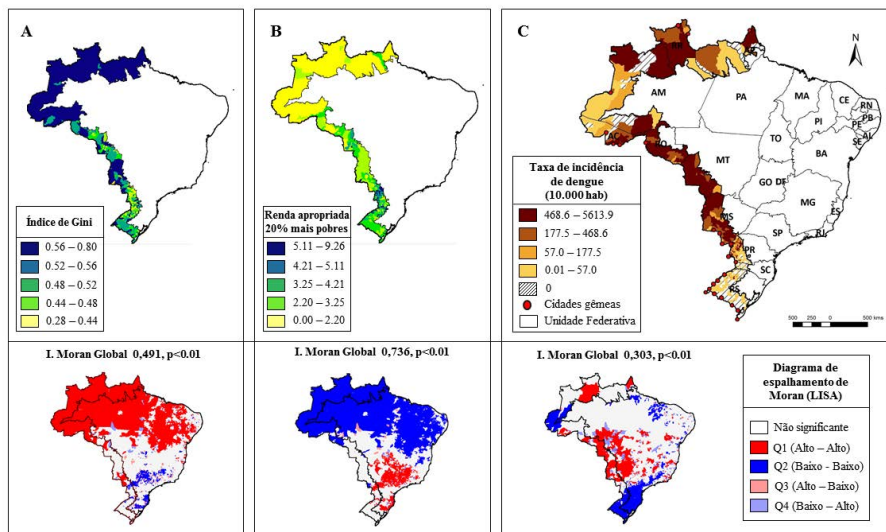 A
B
C
N
Índice de Gini
0.56 – 0.80
0.52 – 0.56
0.48 – 0.52
0.44 – 0.48
0.28 – 0.44
Renda apropriada
20% mais pobres
5.11 – 9.26
4.21 – 5.11
3.25 – 4.21
2.20 – 3.25
0.00 – 2.20
Taxa de incidência
de dengue
(10.000 hab)
468.6 – 5613.9
177.5 – 468.6
57.0 – 177.5
0.01 – 57.0
0
Cidades gêmeas
Unidade Federativa
RR
AM
PA
MA
CE
RN
PB
PE
AL
SE
PI
AC
RO
TO
BA
MT
GO
DF
MG
ES
MS
SP
RJ
PR
SC
RS
500 250 0 500 kms
I. Moran Global 0,491, p<0.01
I. Moran Global 0,736, p<0.01
I. Moran Global 0,303, p<0.01
Diagrama de
espalhamento de
Moran (LISA)
Não significante
Q1 (Alto – Alto)
Q2 (Baixo - Baixo)
Q3 (Alto – Baixo)
Q4 (Baixo – Alto)